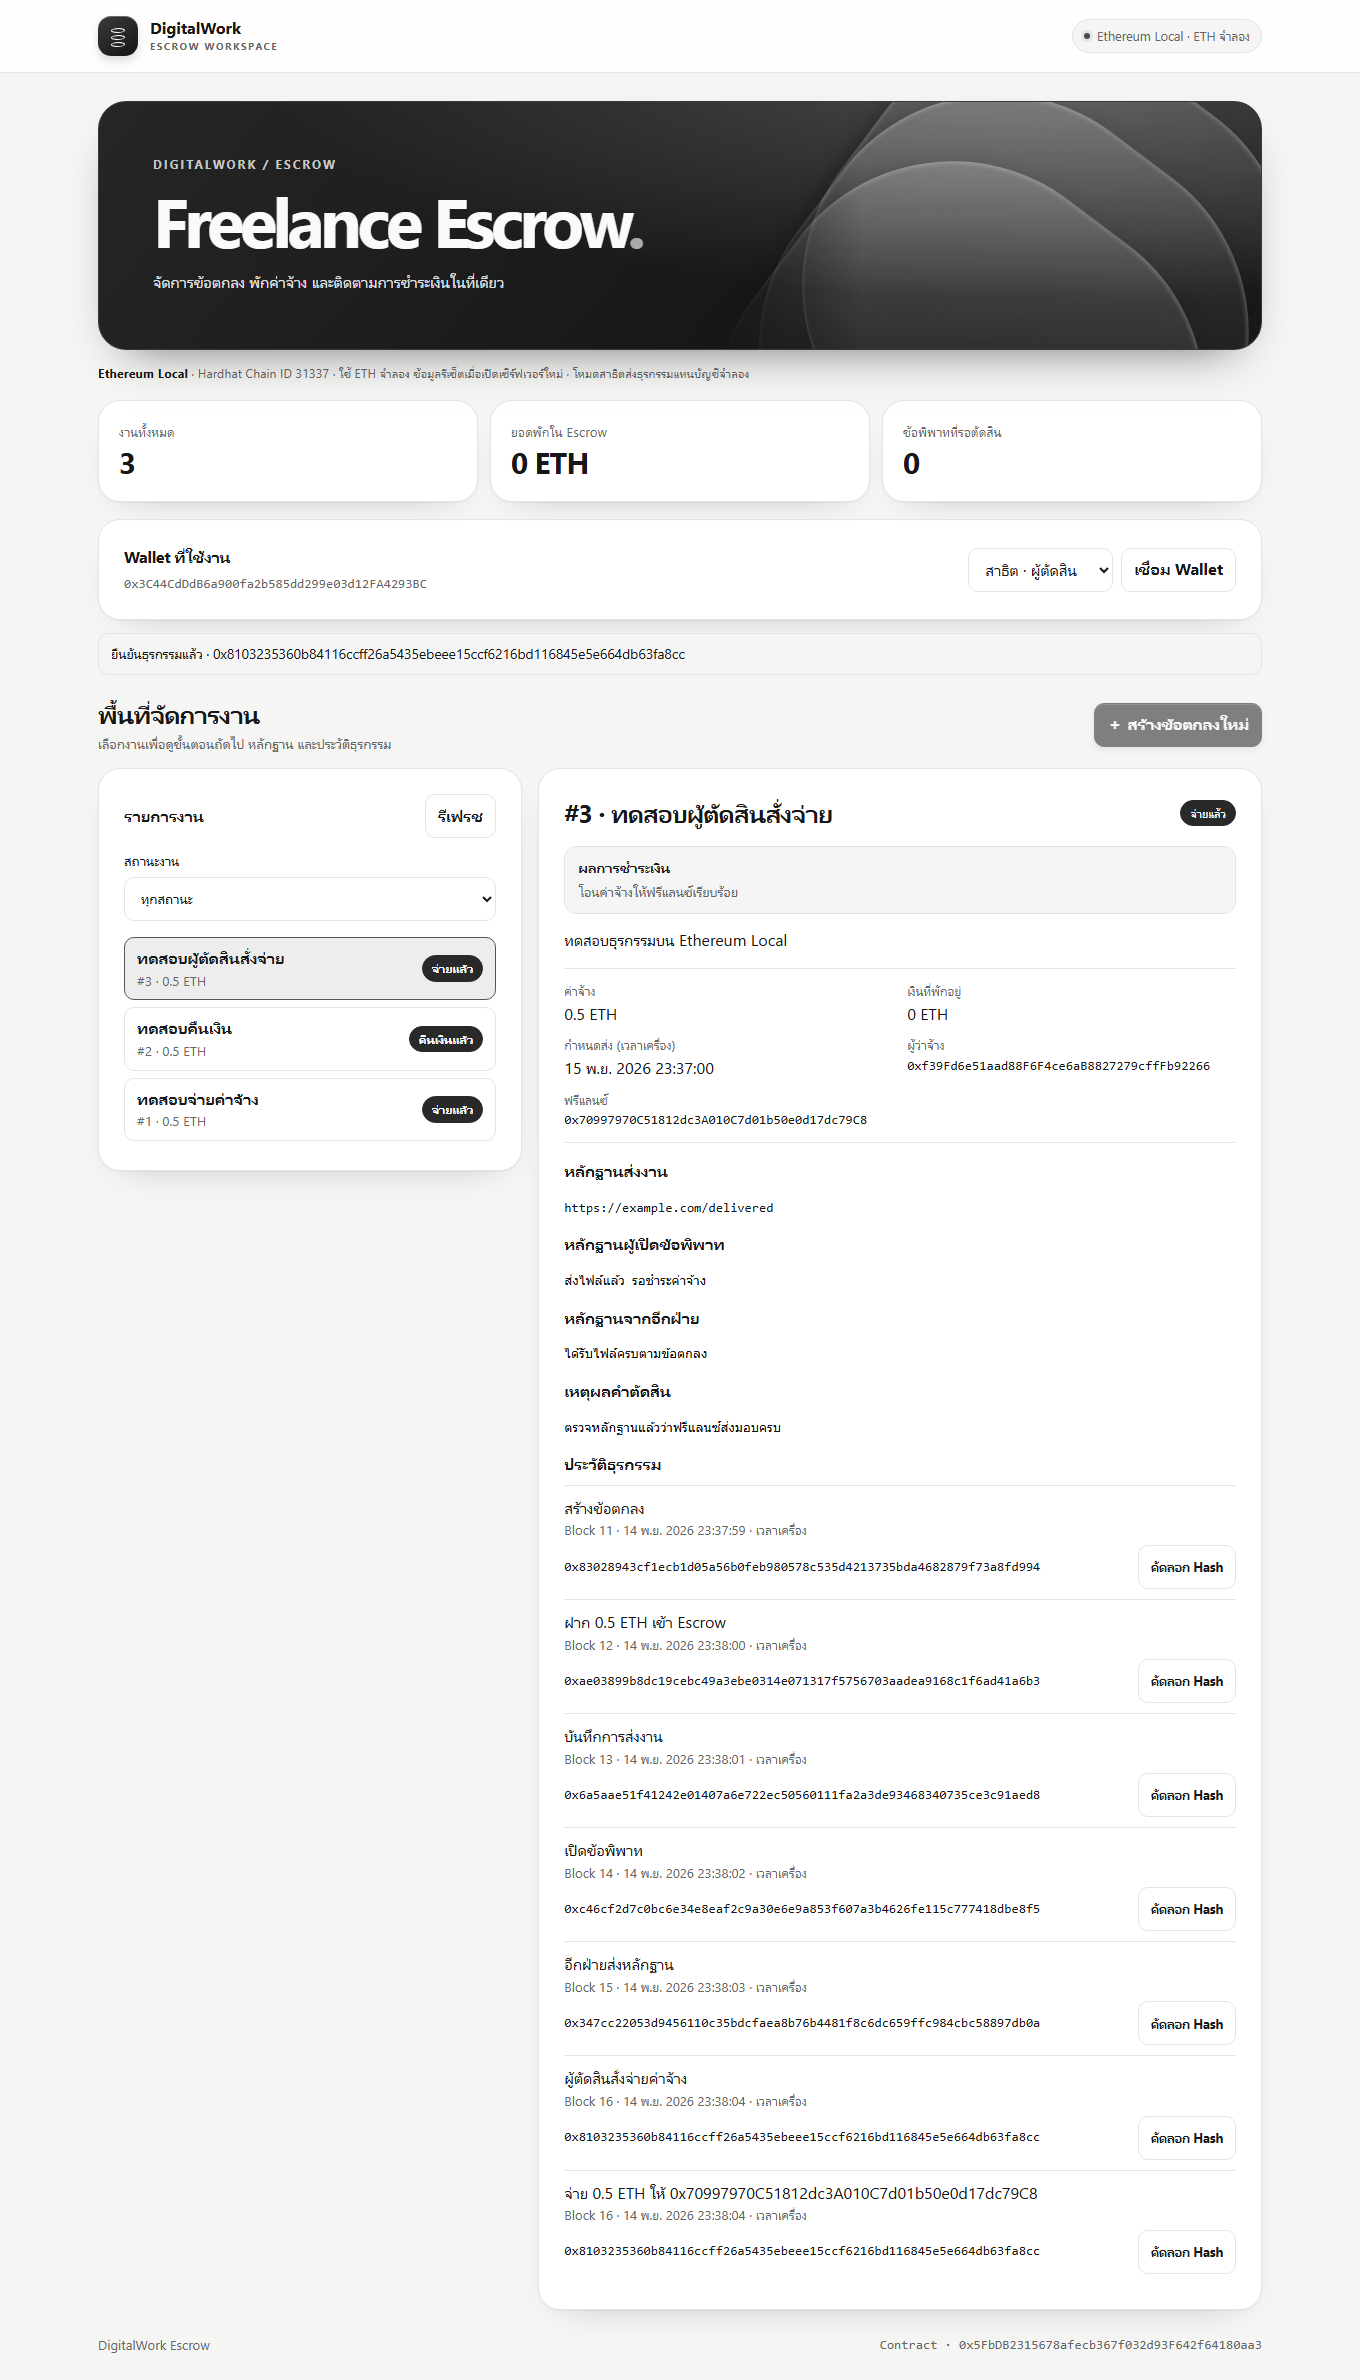 DigitalWork
ESCROW WORKSPACE
Ethereum Local · ETH จำลอง
DIGITALWORK / ESCROW
Freelance Escrow.
จัดการข้อตกลง พักค่าจ้าง และติดตามการชำระเงินในที่เดียว
Ethereum Local · Hardhat Chain ID 31337 · ใช้ ETH จำลอง ข้อมูลรีเซ็ตเมื่อเปิดเซิร์ฟเวอร์ใหม่ · โหมดสาธิตส่งธุรกรรมแทนบัญชีจำลอง
งานทั้งหมด
3
ยอดพักใน Escrow
0 ETH
ข้อพิพาทที่รอตัดสิน
0
Wallet ที่ใช้งาน
0x3C44CdDdB6a900fa2b585dd299e03d12FA4293BC
สาธิต · ผู้ตัดสิน
เชื่อม Wallet
ยืนยันธุรกรรมแล้ว · 0x8103235360b84116ccff26a5435ebeee15ccf6216bd116845e5e664db63fa8cc
พื้นที่จัดการงาน
เลือกงานเพื่อดูขั้นตอนถัดไป หลักฐาน และประวัติธุรกรรม
+ สร้างข้อตกลงใหม่
รายการงาน
รีเฟรช
สถานะงาน
ทุกสถานะ
ทดสอบผู้ตัดสินสั่งจ่าย
#3 · 0.5 ETH
จ่ายแล้ว
ทดสอบคืนเงิน
#2 · 0.5 ETH
คืนเงินแล้ว
ทดสอบจ่ายค่าจ้าง
#1 · 0.5 ETH
จ่ายแล้ว
#3 · ทดสอบผู้ตัดสินสั่งจ่าย
จ่ายแล้ว
ผลการชำระเงิน
โอนค่าจ้างให้ฟรีแลนซ์เรียบร้อย
ทดสอบธุรกรรมบน Ethereum Local
ค่าจ้าง
0.5 ETH
เงินที่พักอยู่
0 ETH
กำหนดส่ง (เวลาเครื่อง)
15 พ.ย. 2026 23:37:00
ผู้ว่าจ้าง
0xf39Fd6e51aad88F6F4ce6aB8827279cffFb92266
ฟรีแลนซ์
0x70997970C51812dc3A010C7d01b50e0d17dc79C8
หลักฐานส่งงาน
https://example.com/delivered
หลักฐานผู้เปิดข้อพิพาท
ส่งไฟล์แล้ว รอชำระค่าจ้าง
หลักฐานจากอีกฝ่าย
ได้รับไฟล์ครบตามข้อตกลง
เหตุผลคำตัดสิน
ตรวจหลักฐานแล้วว่าฟรีแลนซ์ส่งมอบครบ
ประวัติธุรกรรม
สร้างข้อตกลง
Block 11 · 14 พ.ย. 2026 23:37:59 · เวลาเครื่อง
0x83028943cf1ecb1d05a56b0feb980578c535d4213735bda4682879f73a8fd994
คัดลอก Hash
ฝาก 0.5 ETH เข้า Escrow
Block 12 · 14 พ.ย. 2026 23:38:00 · เวลาเครื่อง
0xae03899b8dc19cebc49a3ebe0314e071317f5756703aadea9168c1f6ad41a6b3
คัดลอก Hash
บันทึกการส่งงาน
Block 13 · 14 พ.ย. 2026 23:38:01 · เวลาเครื่อง
0x6a5aae51f41242e01407a6e722ec50560111fa2a3de93468340735ce3c91aed8
คัดลอก Hash
เปิดข้อพิพาท
Block 14 · 14 พ.ย. 2026 23:38:02 · เวลาเครื่อง
0xc46cf2d7c0bc6e34e8eaf2c9a30e6e9a853f607a3b4626fe115c777418dbe8f5
คัดลอก Hash
อีกฝ่ายส่งหลักฐาน
Block 15 · 14 พ.ย. 2026 23:38:03 · เวลาเครื่อง
0x347cc22053d9456110c35bdcfaea8b76b4481f8c6dc659ffc984cbc58897db0a
คัดลอก Hash
ผู้ตัดสินสั่งจ่ายค่าจ้าง
Block 16 · 14 พ.ย. 2026 23:38:04 · เวลาเครื่อง
0x8103235360b84116ccff26a5435ebeee15ccf6216bd116845e5e664db63fa8cc
คัดลอก Hash
จ่าย 0.5 ETH ให้ 0x70997970C51812dc3A010C7d01b50e0d17dc79C8
Block 16 · 14 พ.ย. 2026 23:38:04 · เวลาเครื่อง
0x8103235360b84116ccff26a5435ebeee15ccf6216bd116845e5e664db63fa8cc
คัดลอก Hash
DigitalWork Escrow
Contract · 0x5FbDB2315678afecb367f032d93F642f64180aa3